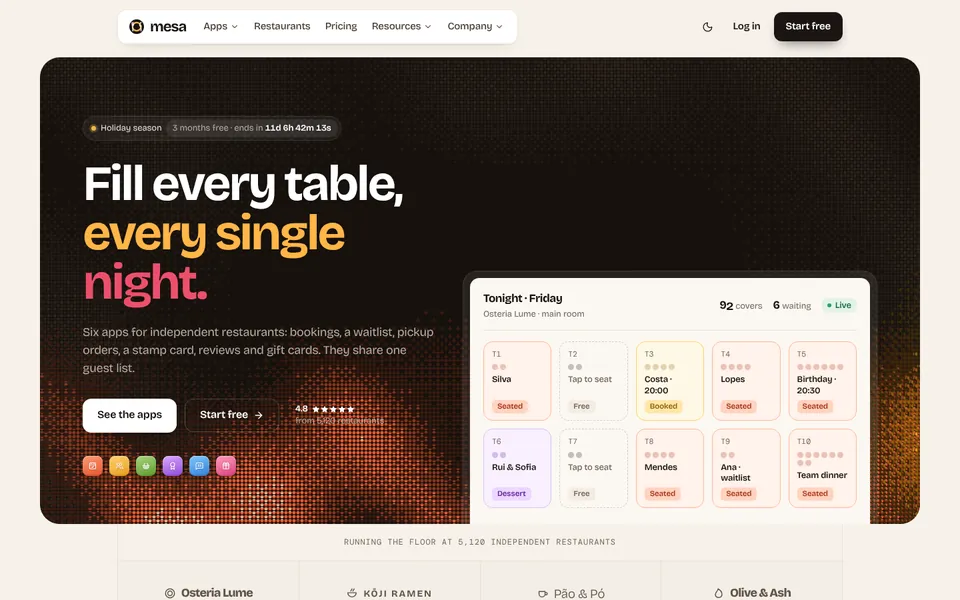 mesa
Apps
Restaurants
Pricing
Resources
Company
Log in
Start free
Holiday season
3 months free · ends in 11d 6h 42m 13s
Fill every table,
every single
night.
Six apps for independent restaurants: bookings, a waitlist, pickup
orders, a stamp card, reviews and gift cards. They share one
guest list.
See the apps
Start free →
4.8 ★★★★★
from 5,120 restaurants
Tonight · Friday
Osteria Lume · main room
92 covers
6 waiting
Live
T1
Silva
Seated
T2
Tap to seat
Free
T3
Costa ·
20:00
Booked
T4
Lopes
Seated
T5
Birthday ·
20:30
Seated
T6
Rui & Sofia
Dessert
T7
Tap to seat
Free
T8
Mendes
Seated
T9
Ana ·
waitlist
Seated
T10
Team dinner
Seated
RUNNING THE FLOOR AT 5,120 INDEPENDENT RESTAURANTS
Osteria Lume
KŌJI RAMEN
Pão & Pó
Olive & Ash